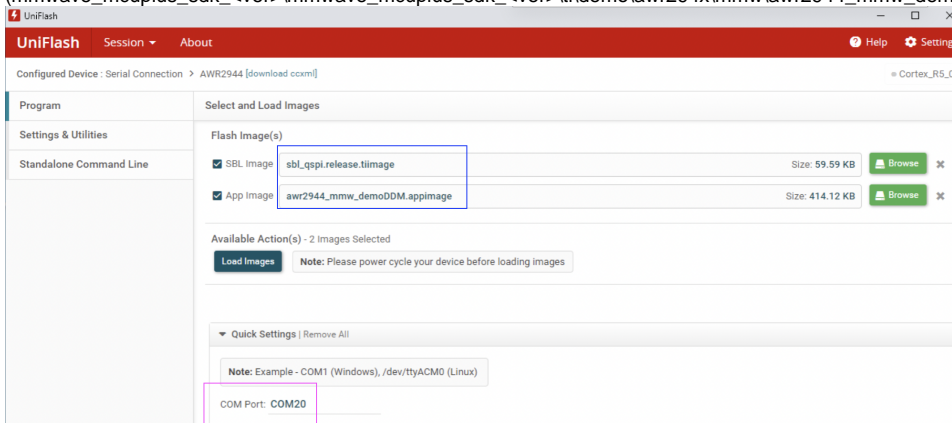 UniFlash
UniFlash Session About Help Setting
Configured Device : Serial Connection > AWR2944 [download ccxml] Cortex_R5_0
Program
Settings & Utilities
Standalone Command Line
Select and Load Images
Flash Image(s)
SBL Image sbl_qspi.release.tiimage Size: 59.59 KB Browse
App Image awr2944_mmw_demoDDM.appimage Size: 414.12 KB Browse
Available Action(s) - 2 Images Selected
Load Images Note: Please power cycle your device before loading images
Quick Settings | Remove All
Note: Example - COM1 (Windows), /dev/ttyACM0 (Linux)
COM Port: COM20